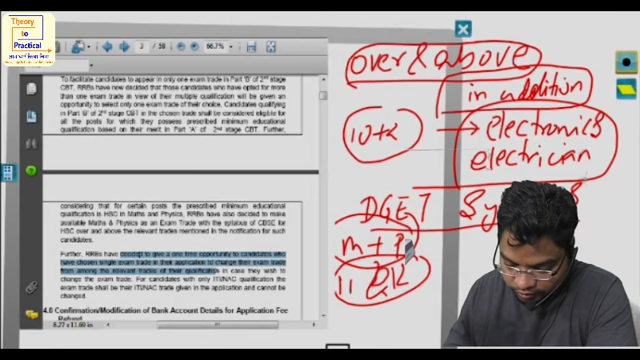 Theory
to
Practical
3 / 58
66.7%
To facilitate candidates to appear in only one exam trade in Part 'B' of 2nd stage
CBT, RRBs have now decided that those candidates who have opted for more
than one exam trade in view of their multiple qualification will be given an
opportunity to select only one exam trade of their choice. Candidates qualifying
in Part 'B' of 2nd stage CBT in the chosen trade shall be considered eligible for
all the posts for which they possess prescribed minimum educational
qualification based on their merit in Part 'A' of 2nd stage CBT. Further,
considering that for certain posts the prescribed minimum educational
qualification is HSC in Maths and Physics, RRBs have also decided to make
available Maths & Physics as an Exam Trade with the syllabus of CBSE for
HSC over and above the relevant trades mentioned in the notification for such
candidates.
Further, RRBs have decided to give a one time opportunity to candidates who
have chosen single exam trade in their application to change their exam trade
from among the relevant trades of their qualification in case they wish to
change the exam trade. For candidates with only ITI/NAC qualification the
exam trade shall be their ITI/NAC trade given in the application and cannot be
changed.
4.0 Confirmation/Modification of Bank Account Details for Application Fee
Refund
8.27 x 11.69 in
over & above
in addition
10+2 → electronics
electrician
DGET
m + P
11 & 12